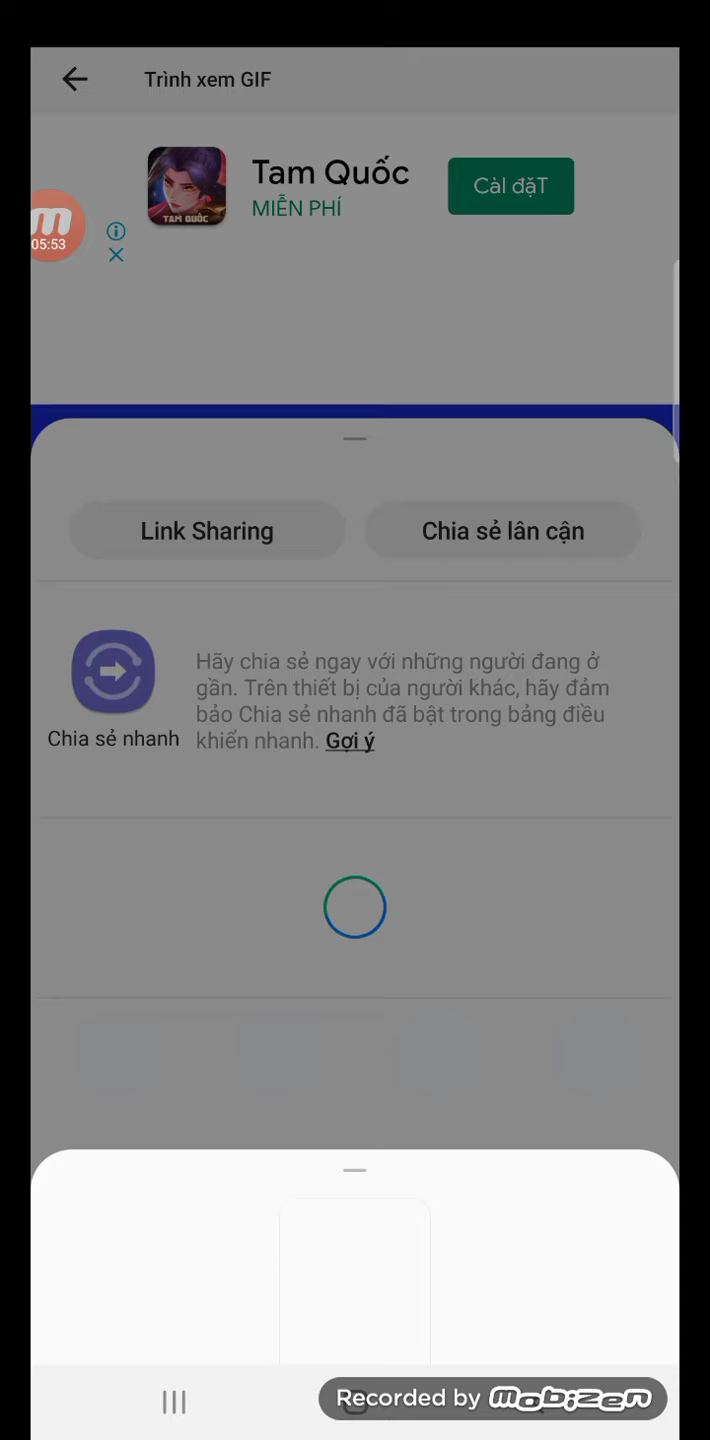 Trình xem GIF
Tam Quốc
MIỄN PHÍ
CàI đặT
TAM QUỐC
05:53
Link Sharing
Chia sẻ lân cận
Hãy chia sẻ ngay với những người đang ở
gần. Trên thiết bị của người khác, hãy đảm
bảo Chia sẻ nhanh đã bật trong bảng điều
khiển nhanh. Gợi ý
Chia sẻ nhanh
Recorded by mobizen